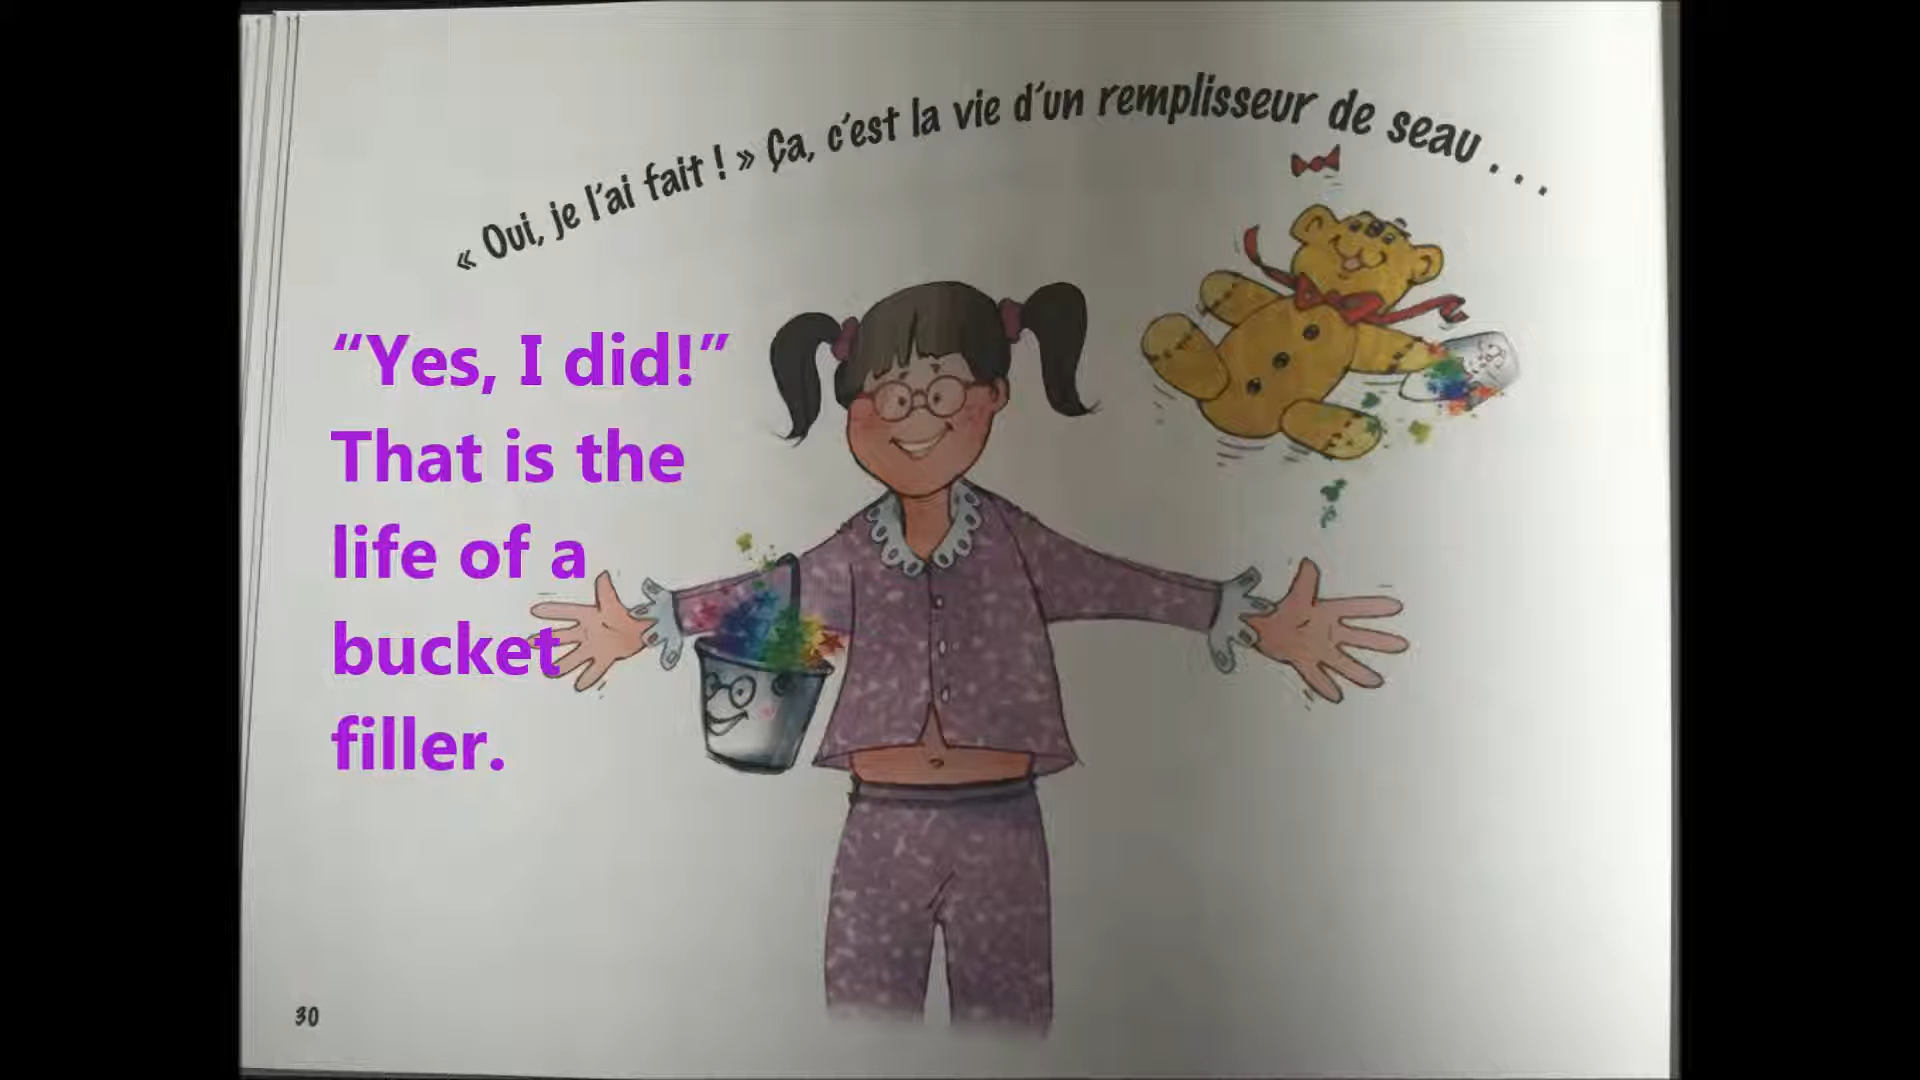 « Oui, je l'ai fait ! » Ça, c'est la vie d'un remplisseur de seau . . .
“Yes, I did!”
That is the
life of a
bucket
filler.
30